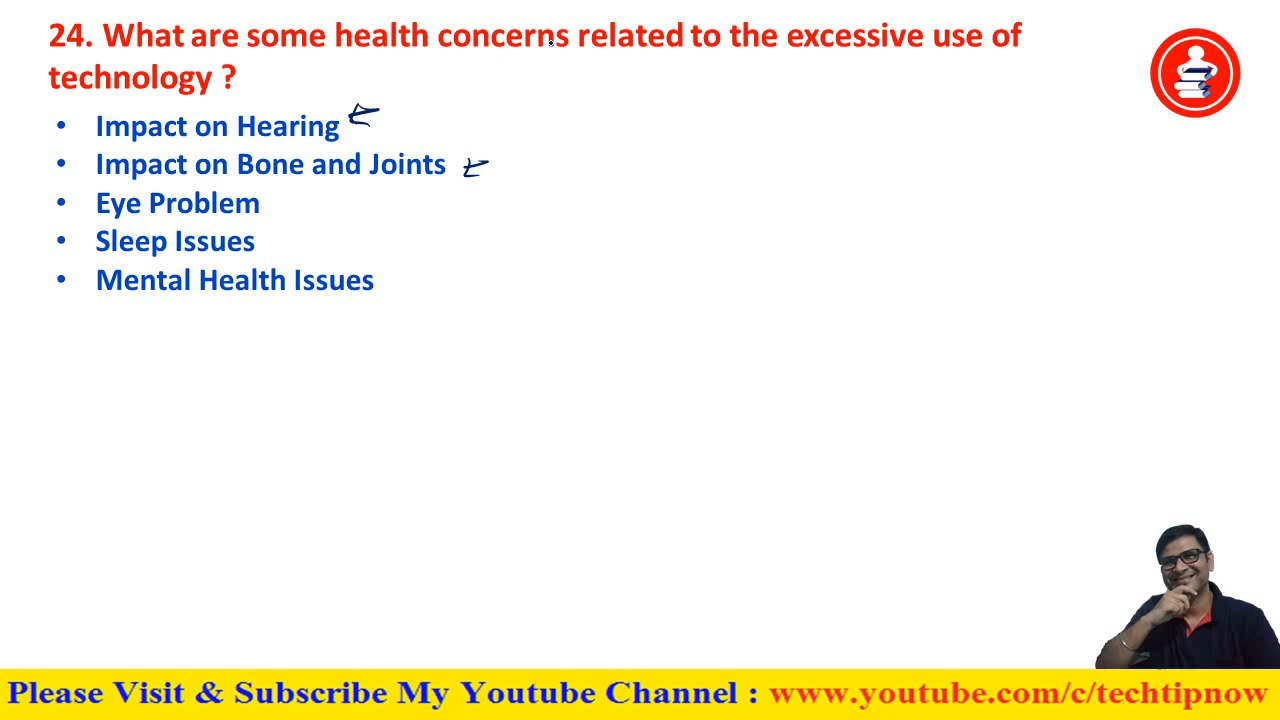 24. What are some health concerns related to the excessive use of
technology ?
• Impact on Hearing
• Impact on Bone and Joints
• Eye Problem
• Sleep Issues
• Mental Health Issues
Please Visit & Subscribe My Youtube Channel : www.youtube.com/c/techtipnow